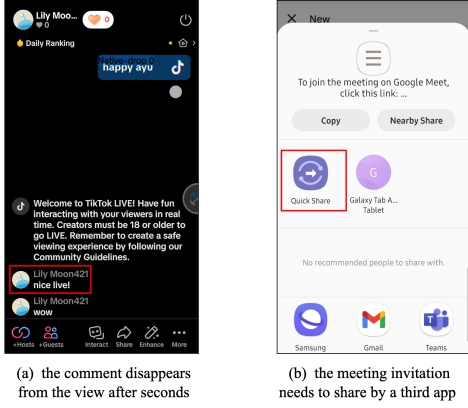 Lily Moo...
0
0
Daily Ranking
Native-drop 0
happy ayu
Welcome to TikTok LIVE! Have fun
interacting with your viewers in real
time. Creators must be 18 or older to
go LIVE. Remember to create a safe
viewing experience by following our
Community Guidelines.
Lily Moon421
nice live!
Lily Moon421
wow
+Hosts
+Guests
Interact
Share
Enhance
More
(a) the comment disappears
from the view after seconds
New
To join the meeting on Google Meet,
click this link: ...
Copy
Nearby Share
Quick Share
G
Galaxy Tab A...
Tablet
No recommended people to share with.
Samsung
Gmail
Teams
(b) the meeting invitation
needs to share by a third app